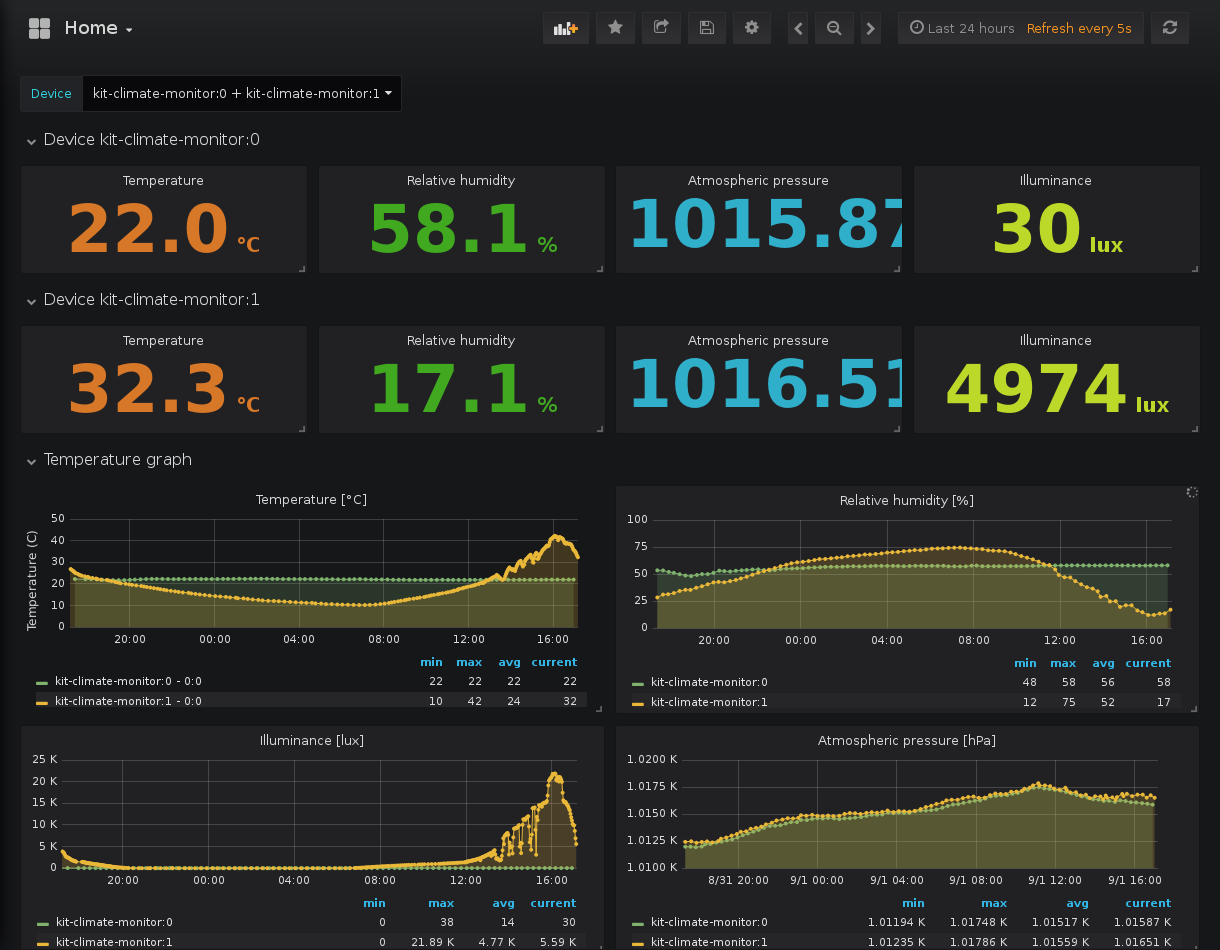 Home
Last 24 hours Refresh every 5s
Device kit-climate-monitor:0 + kit-climate-monitor:1
Device kit-climate-monitor:0
Temperature Relative humidity Atmospheric pressure Illuminance
22.0 °C 58.1 % 1015.87 30 lux
Device kit-climate-monitor:1
Temperature Relative humidity Atmospheric pressure Illuminance
32.3 °C 17.1 % 1016.51 4974 lux
Temperature graph
Temperature [°C]
Temperature (C)
50
40
30
20
10
0
20:00 00:00 04:00 08:00 12:00 16:00
min max avg current
kit-climate-monitor:0 - 0:0 22 22 22 22
kit-climate-monitor:1 - 0:0 10 42 24 32
Relative humidity [%]
100
75
50
25
0
20:00 00:00 04:00 08:00 12:00 16:00
min max avg current
kit-climate-monitor:0 48 58 56 58
kit-climate-monitor:1 12 75 52 17
Illuminance [lux]
25 K
20 K
15 K
10 K
5 K
0
20:00 00:00 04:00 08:00 12:00 16:00
min max avg current
kit-climate-monitor:0 0 38 14 30
kit-climate-monitor:1 0 21.89 K 4.77 K 5.59 K
Atmospheric pressure [hPa]
1.0200 K
1.0175 K
1.0150 K
1.0125 K
1.0100 K
8/31 20:00 9/1 00:00 9/1 04:00 9/1 08:00 9/1 12:00 9/1 16:00
min max avg current
kit-climate-monitor:0 1.01194 K 1.01748 K 1.01517 K 1.01587 K
kit-climate-monitor:1 1.01235 K 1.01786 K 1.01559 K 1.01651 K